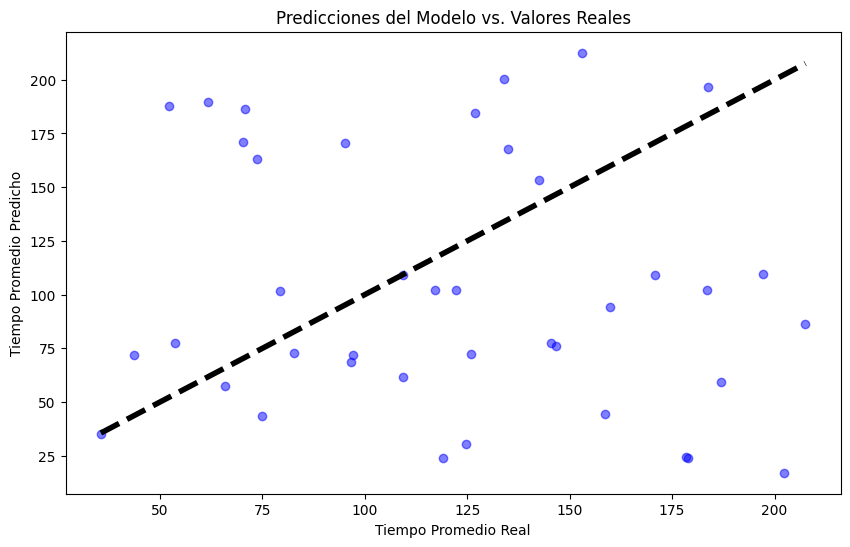 Predicciones del Modelo vs. Valores Reales
Tiempo Promedio Predicho
200
175
150
125
100
75
50
25
50 75 100 125 150 175 200
Tiempo Promedio Real